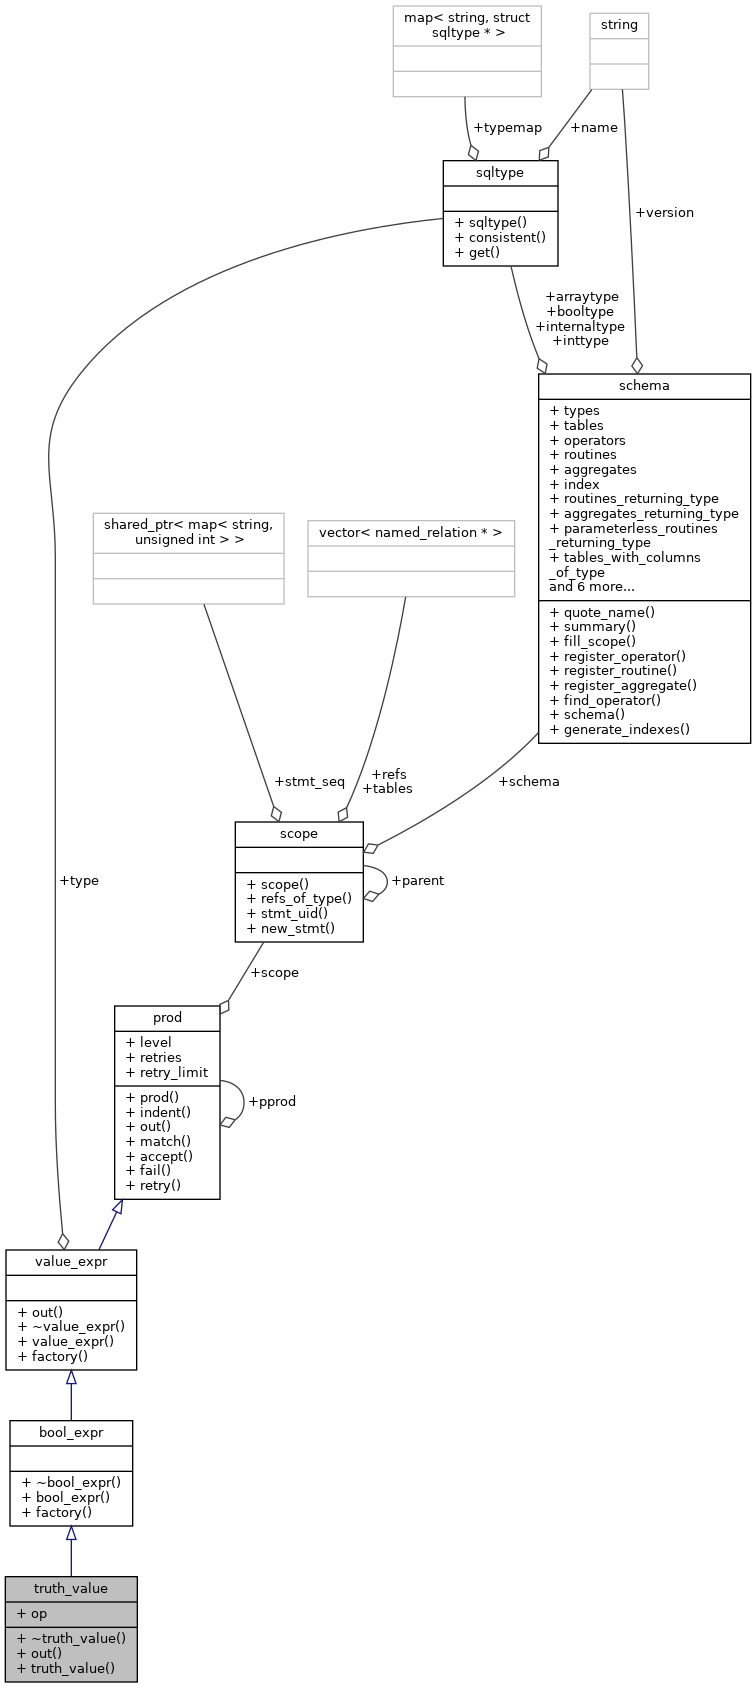 map< string, struct
sqltype * >
string
+typemap
+name
sqltype
+ sqltype()
+ consistent()
+ get()
+version
+arraytype
+booltype
+internaltype
+inttype
schema
+ types
+ tables
+ operators
+ routines
+ aggregates
+ index
+ routines_returning_type
+ aggregates_returning_type
+ parameterless_routines
_returning_type
+ tables_with_columns
_of_type
and 6 more...
+ quote_name()
+ summary()
+ fill_scope()
+ register_operator()
+ register_routine()
+ register_aggregate()
+ find_operator()
+ schema()
+ generate_indexes()
shared_ptr< map< string,
unsigned int > >
vector< named_relation * >
+stmt_seq
+refs
+tables
+schema
scope
+ scope()
+ refs_of_type()
+ stmt_uid()
+ new_stmt()
+parent
+type
+scope
prod
+ level
+ retries
+ retry_limit
+ prod()
+ indent()
+ out()
+ match()
+ accept()
+ fail()
+ retry()
+pprod
value_expr
+ out()
+ ~value_expr()
+ value_expr()
+ factory()
bool_expr
+ ~bool_expr()
+ bool_expr()
+ factory()
truth_value
+ op
+ ~truth_value()
+ out()
+ truth_value()